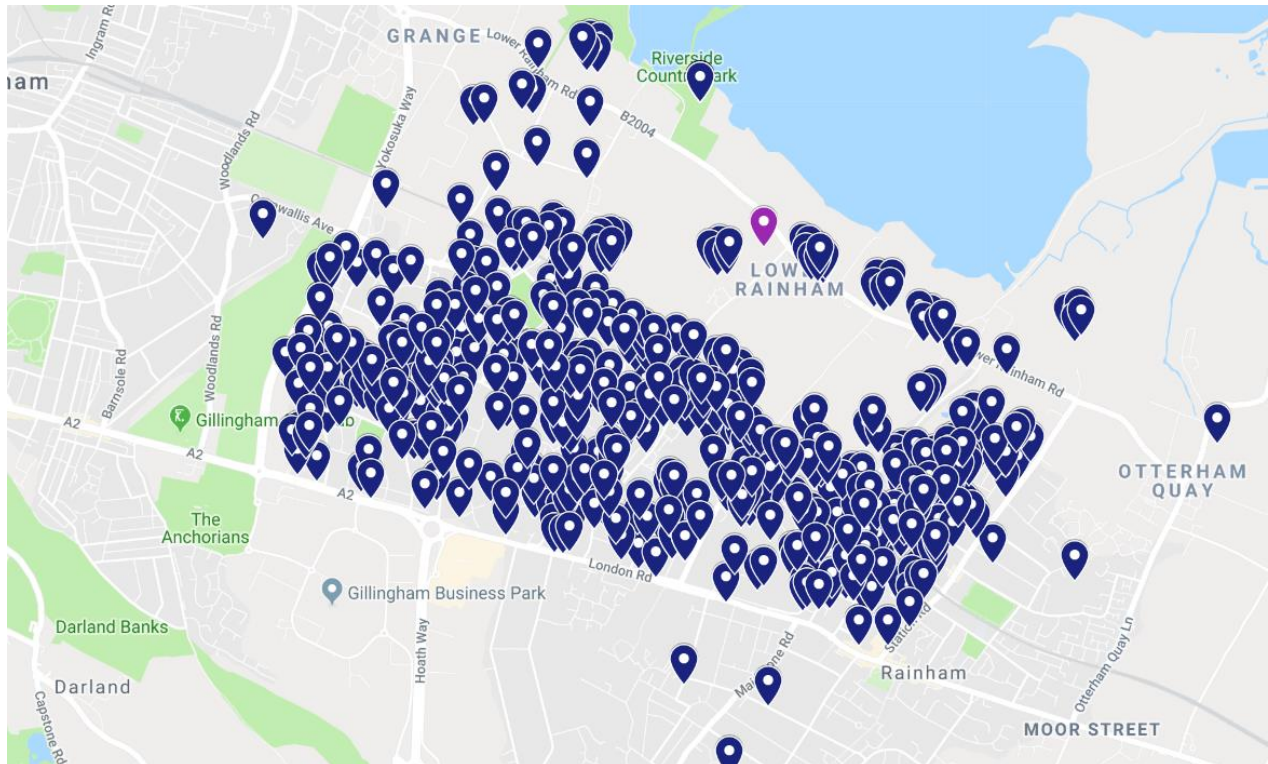 GRANGE
Lower Rainham Rd
Riverside
Country Park
Ingram Rd
ham
Woodlands Rd
Yokosuka Way
B2004
Cornwallis Ave
LOWER
RAINHAM
Barnsole Rd
Woodlands Rd
Lower Rainham Rd
A2
Gillingham
A2
A2
OTTERHAM
QUAY
The
Anchorians
London Rd
Gillingham Business Park
Darland Banks
Hoath Way
Maidstone Rd
Station Rd
Rainham
Otterham Quay Ln
Darland
Capstone Rd
MOOR STREET